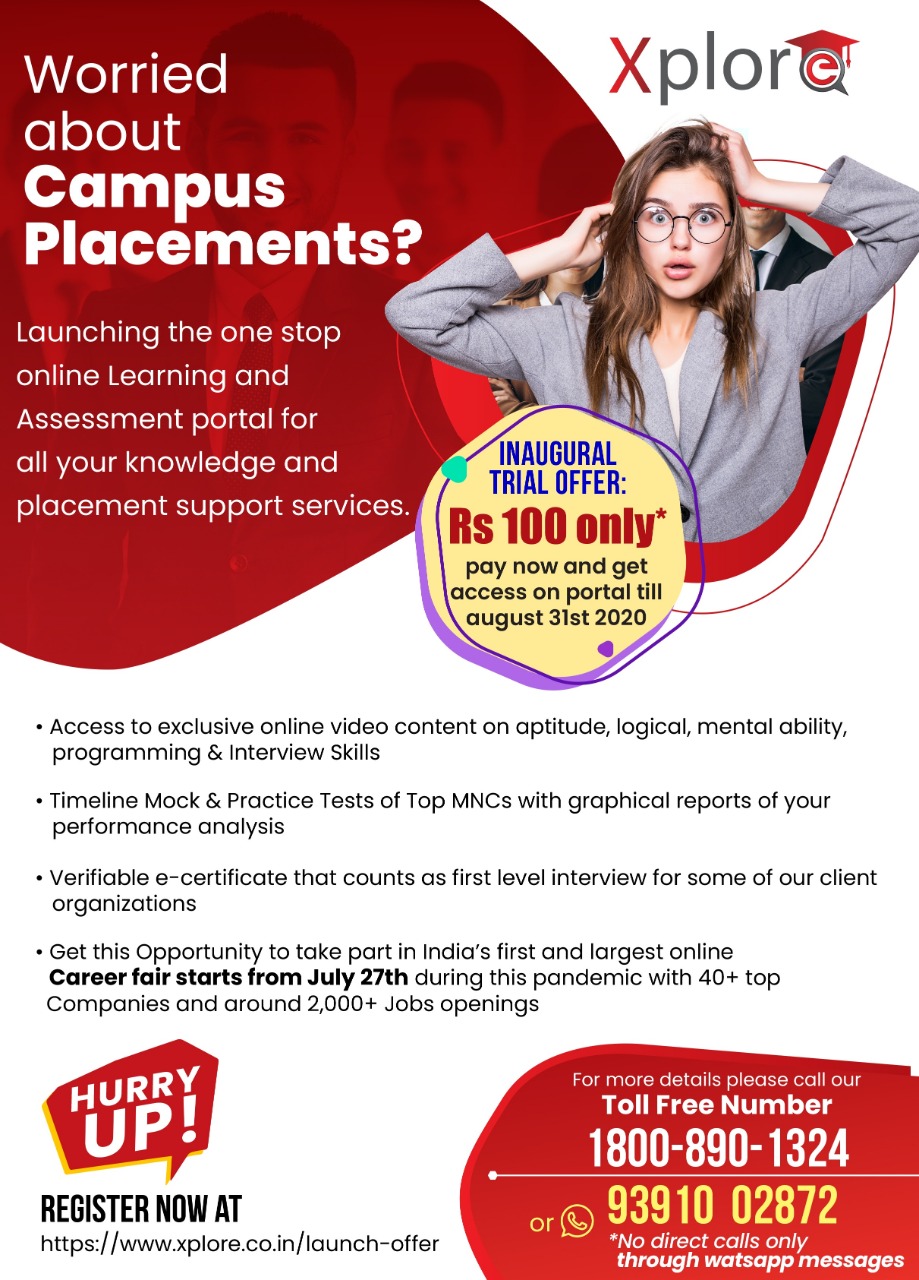 Worried
about
Campus
Placements?
Xplore
Launching the one stop
online Learning and
Assessment portal for
all your knowledge and
placement support services.
INAUGURAL
TRIAL OFFER:
Rs 100 only*
pay now and get
access on portal till
august 31st 2020
• Access to exclusive online video content on aptitude, logical, mental ability,
programming & Interview Skills
• Timeline Mock & Practice Tests of Top MNCs with graphical reports of your
performance analysis
• Verifiable e-certificate that counts as first level interview for some of our client
organizations
• Get this Opportunity to take part in India's first and largest online
Career fair starts from July 27th during this pandemic with 40+ top
Companies and around 2,000+ Jobs openings
HURRY
UP!
REGISTER NOW AT
https://www.xplore.co.in/launch-offer
For more details please call our
Toll Free Number
1800-890-1324
or 93910 02872
*No direct calls only
through watsapp messages